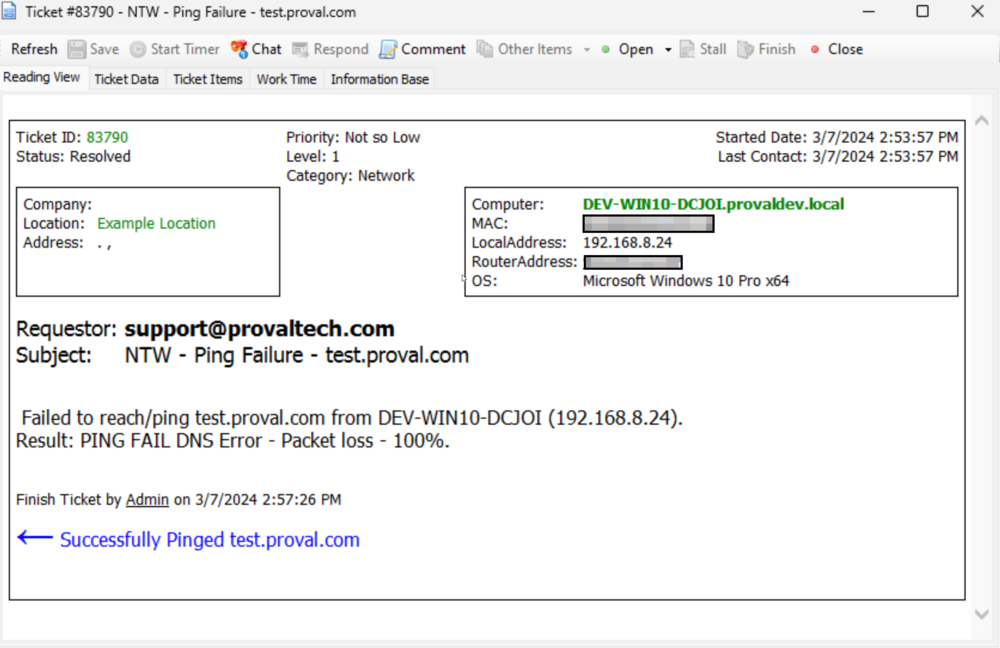 Ticket #83790 - NTW - Ping Failure - test.proval.com
Refresh Save Start Timer Chat Respond Comment Other Items Open Stall Finish Close
Reading View Ticket Data Ticket Items Work Time Information Base
Ticket ID: 83790 Priority: Not so Low Started Date: 3/7/2024 2:53:57 PM
Status: Resolved Level: 1 Last Contact: 3/7/2024 2:53:57 PM
Category: Network
Company:
Location: Example Location
Address: . ,
Computer: DEV-WIN10-DCJOI.provaldev.local
MAC:
LocalAddress: 192.168.8.24
RouterAddress:
OS: Microsoft Windows 10 Pro x64
Requestor: support@provaltech.com
Subject: NTW - Ping Failure - test.proval.com
Failed to reach/ping test.proval.com from DEV-WIN10-DCJOI (192.168.8.24).
Result: PING FAIL DNS Error - Packet loss - 100%.
Finish Ticket by Admin on 3/7/2024 2:57:26 PM
Successfully Pinged test.proval.com